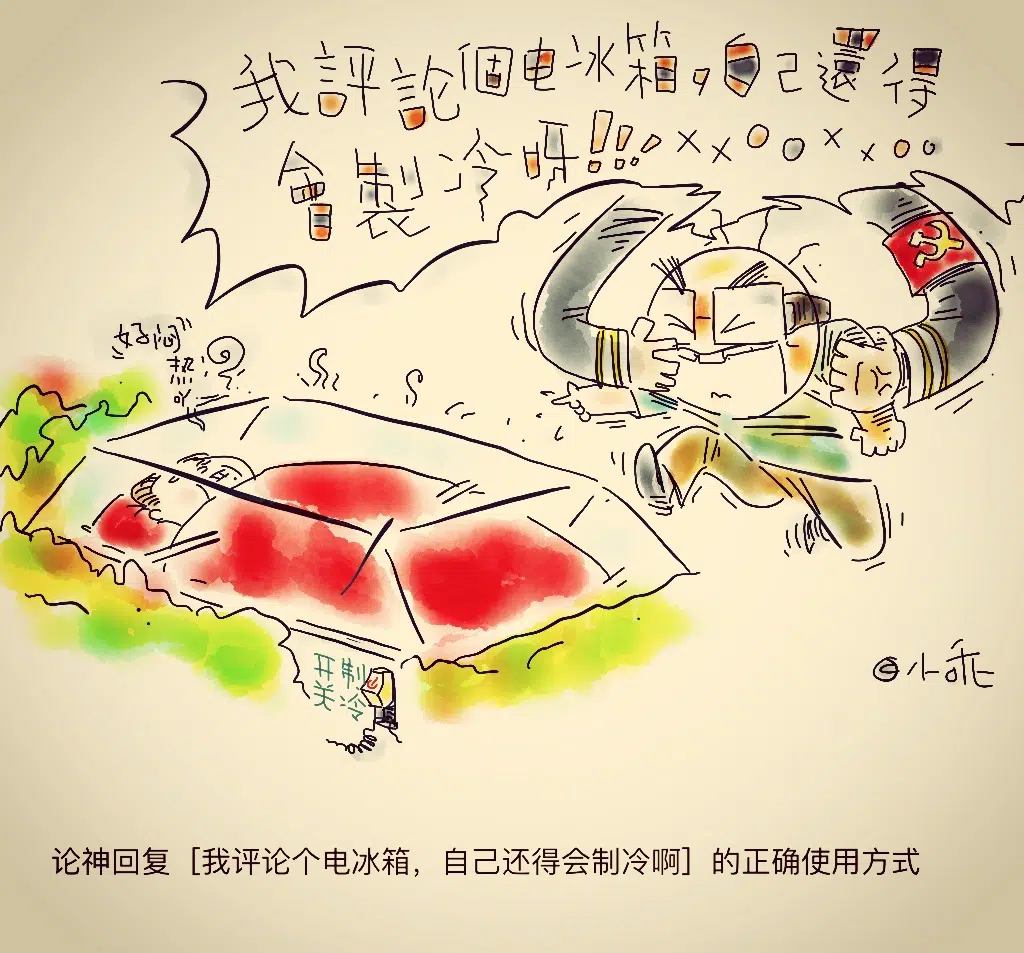 我評論個电冰箱，自己還得
會製冷呀!!!××○○××○○
好闷
热
吖
制冷
开关
@小乖
论神回复［我评论个电冰箱，自己还得会制冷啊］的正确使用方式